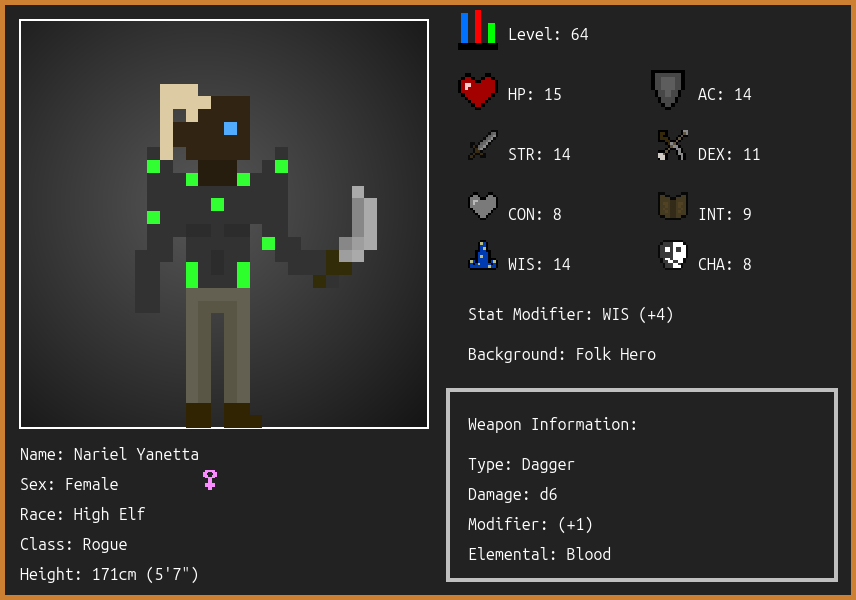 Level: 64
HP: 15
AC: 14
STR: 14
DEX: 11
CON: 8
INT: 9
WIS: 14
CHA: 8
Stat Modifier: WIS (+4)
Background: Folk Hero
Weapon Information:
Type: Dagger
Damage: d6
Modifier: (+1)
Elemental: Blood
Name: Nariel Yanetta
Sex: Female
Race: High Elf
Class: Rogue
Height: 171cm (5'7")